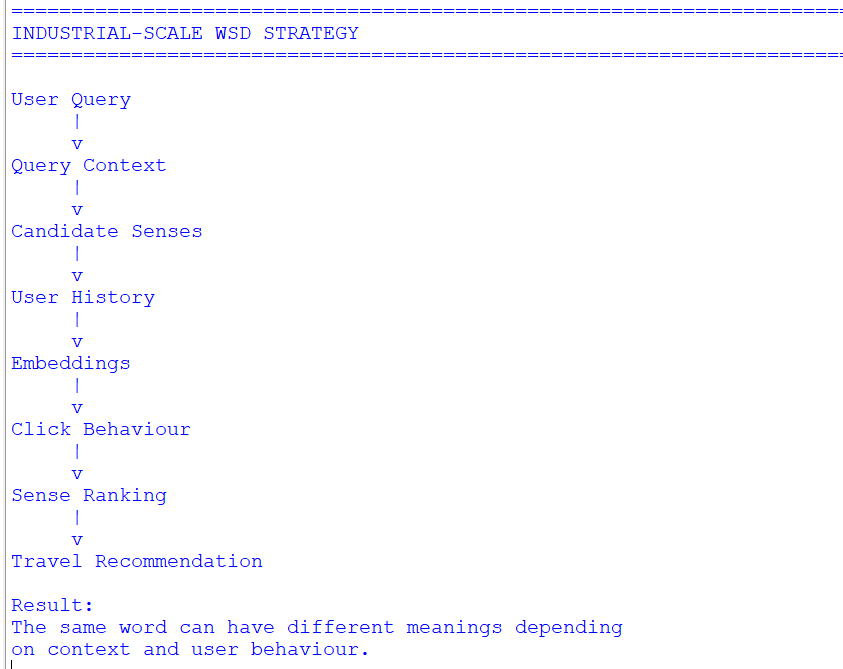 ======================================================================
INDUSTRIAL-SCALE WSD STRATEGY
======================================================================
User Query
|
v
Query Context
|
v
Candidate Senses
|
v
User History
|
v
Embeddings
|
v
Click Behaviour
|
v
Sense Ranking
|
v
Travel Recommendation
Result:
The same word can have different meanings depending
on context and user behaviour.